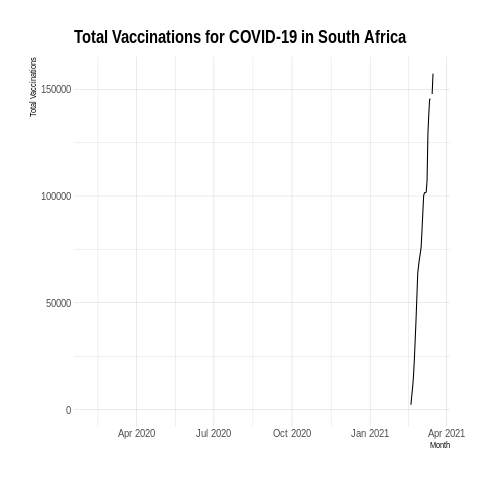 Total Vaccinations for COVID-19 in South Africa
Total Vaccinations
150000
100000
50000
0
Apr 2020 Jul 2020 Oct 2020 Jan 2021 Apr 2021
Month